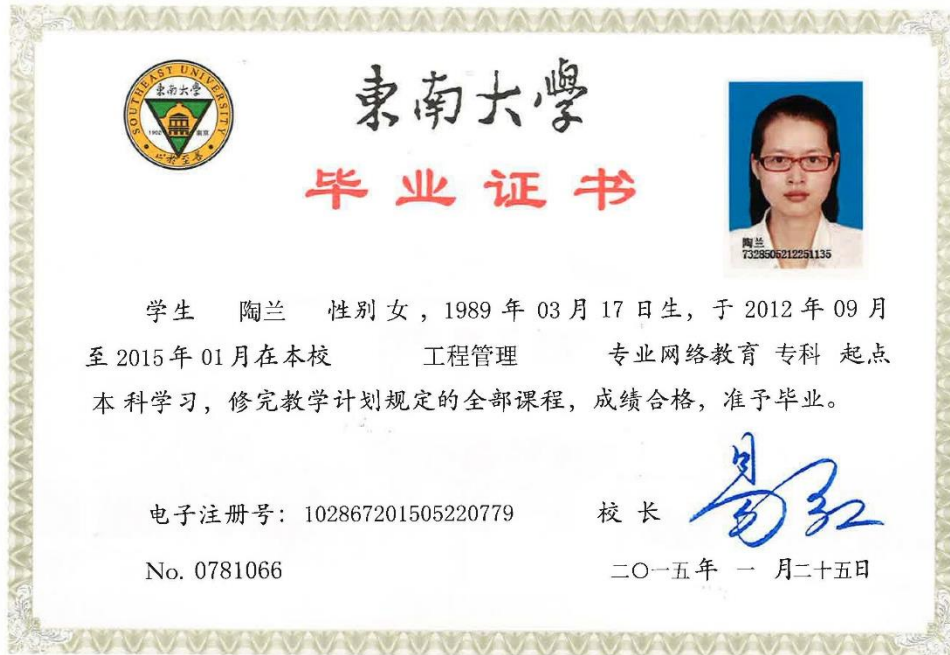 SOUTHEAST UNIVERSITY
東南大學
1902 南京
東南大學
毕业证书
陶兰
7328505212251135
学生 陶兰 性别 女 ，1989 年 03 月 17 日生，于 2012 年 09 月
至 2015 年 01 月在本校 工程管理 专业网络教育 专科 起点
本 科学习，修完教学计划规定的全部课程，成绩合格，准予毕业。
电子注册号：102867201505220779
校 长 易红
No. 0781066
二〇一五 年 一 月二十五日